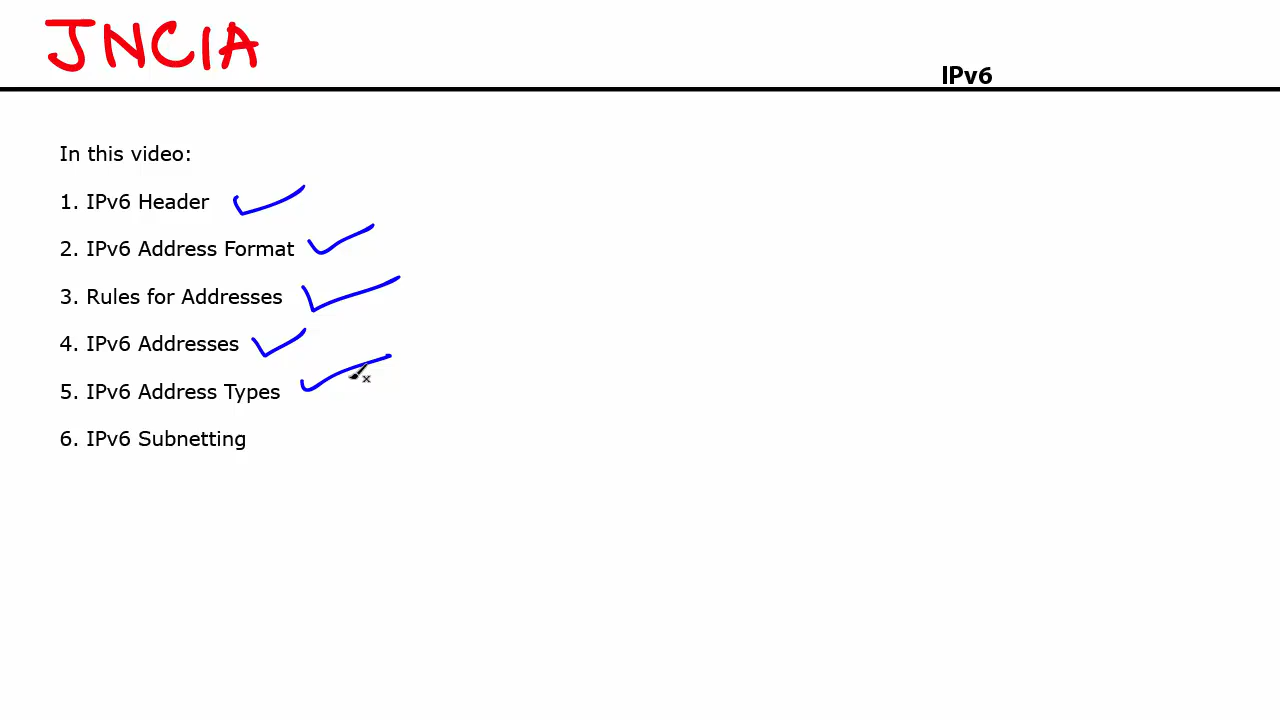 JNCIA
IPv6
In this video:
1. IPv6 Header
2. IPv6 Address Format
3. Rules for Addresses
4. IPv6 Addresses
5. IPv6 Address Types
6. IPv6 Subnetting